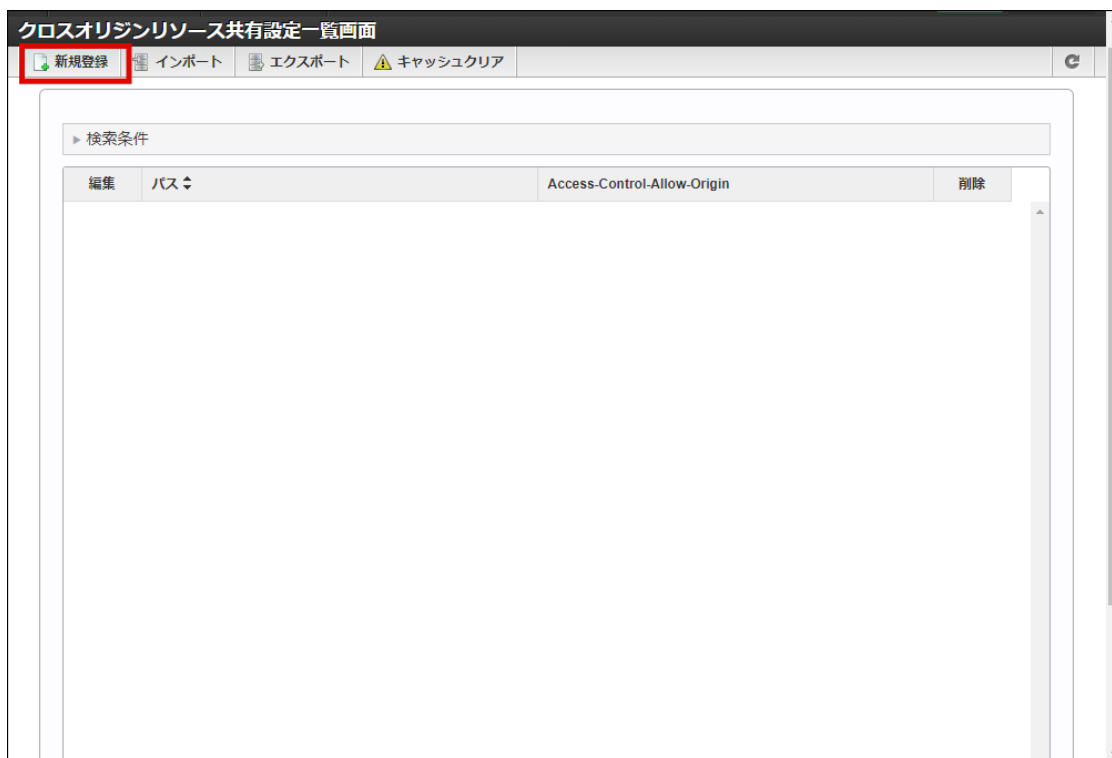 クロスオリジンリソース共有設定一覧画面
新規登録 インポート エクスポート キャッシュクリア
検索条件
編集 パス Access-Control-Allow-Origin 削除